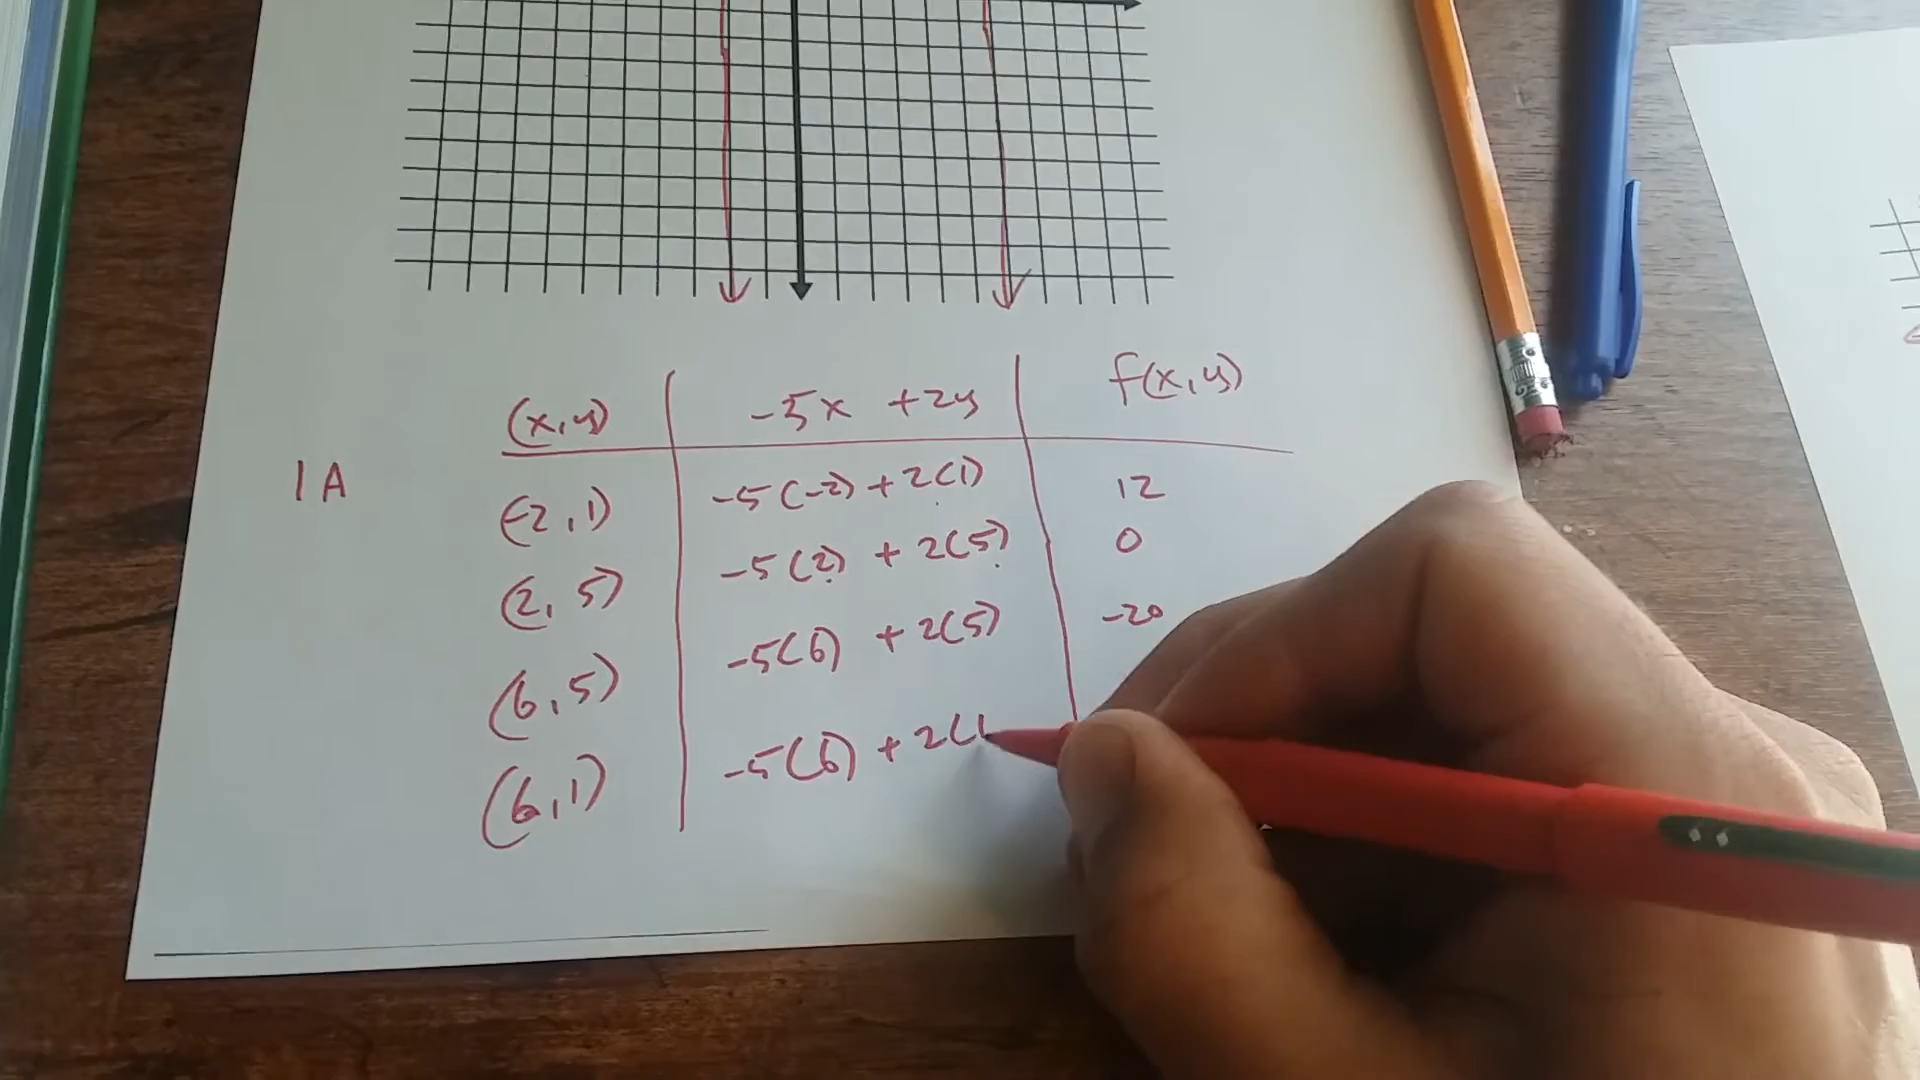 (x,y) -5x +2y f(x,y)
1A
(-2,1) -5(-2) + 2(1) 12
(2, 5) -5(2) + 2(5) 0
(6,5) -5(6) + 2(5) -20
(6,1) -5(6) + 2(1